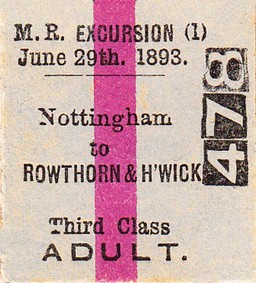 M. R. EXCURSION (1)
June 29th. 1893.
478
Nottingham
to
ROWTHORN & H'WICK
Third Class
ADULT.